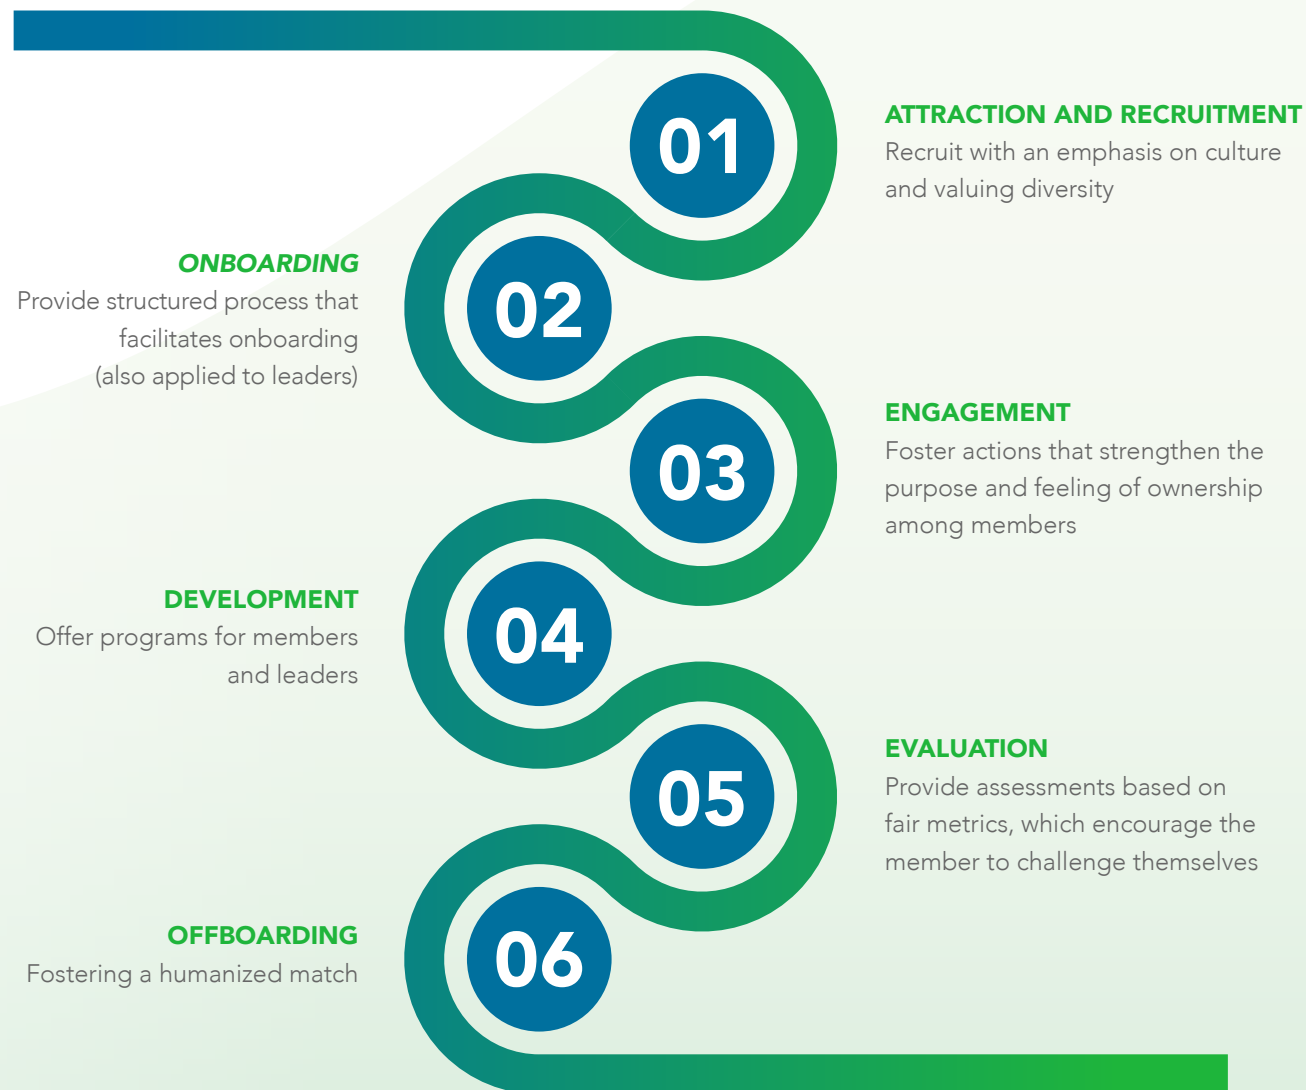 01
ATTRACTION AND RECRUITMENT
Recruit with an emphasis on culture
and valuing diversity
02
ONBOARDING
Provide structured process that
facilitates onboarding
(also applied to leaders)
03
ENGAGEMENT
Foster actions that strengthen the
purpose and feeling of ownership
among members
04
DEVELOPMENT
Offer programs for members
and leaders
05
EVALUATION
Provide assessments based on
fair metrics, which encourage the
member to challenge themselves
06
OFFBOARDING
Fostering a humanized match